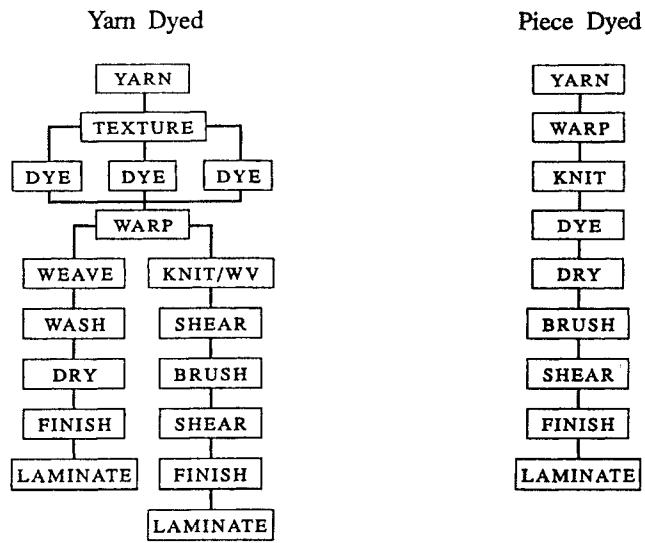 Yarn Dyed
YARN
TEXTURE
DYE DYE DYE
WARP
WEAVE
WASH
DRY
FINISH
LAMINATE
KNIT/WV
SHEAR
BRUSH
SHEAR
FINISH
LAMINATE
Piece Dyed
YARN
WARP
KNIT
DYE
DRY
BRUSH
SHEAR
FINISH
LAMINATE